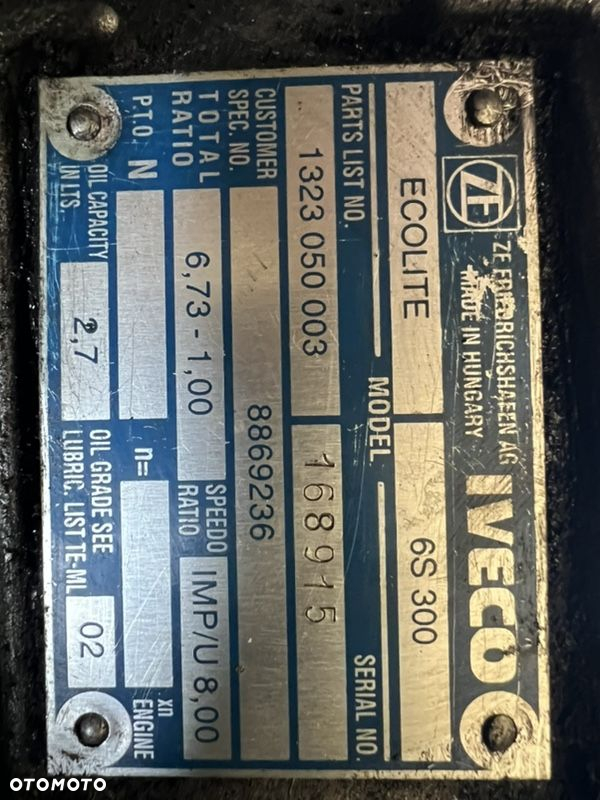 ZF
ZF FRIEDRICHSHAFEN AG
MADE IN HUNGARY
IVECO
ECOLITE
6S 300
MODEL
PARTS LIST NO.
SERIAL NO.
1323 050 003
168915
CUSTOMER
SPEC. NO.
8869236
TOTAL
RATIO
6,73 - 1,00
SPEEDO
RATIO
IMP/U 8,00
P.T.O.
N
n=
xn
ENGINE
OIL CAPACITY
IN LTS.
2,7
OIL GRADE SEE
LUBRIC. LIST TE-ML
02
OTOMOTO